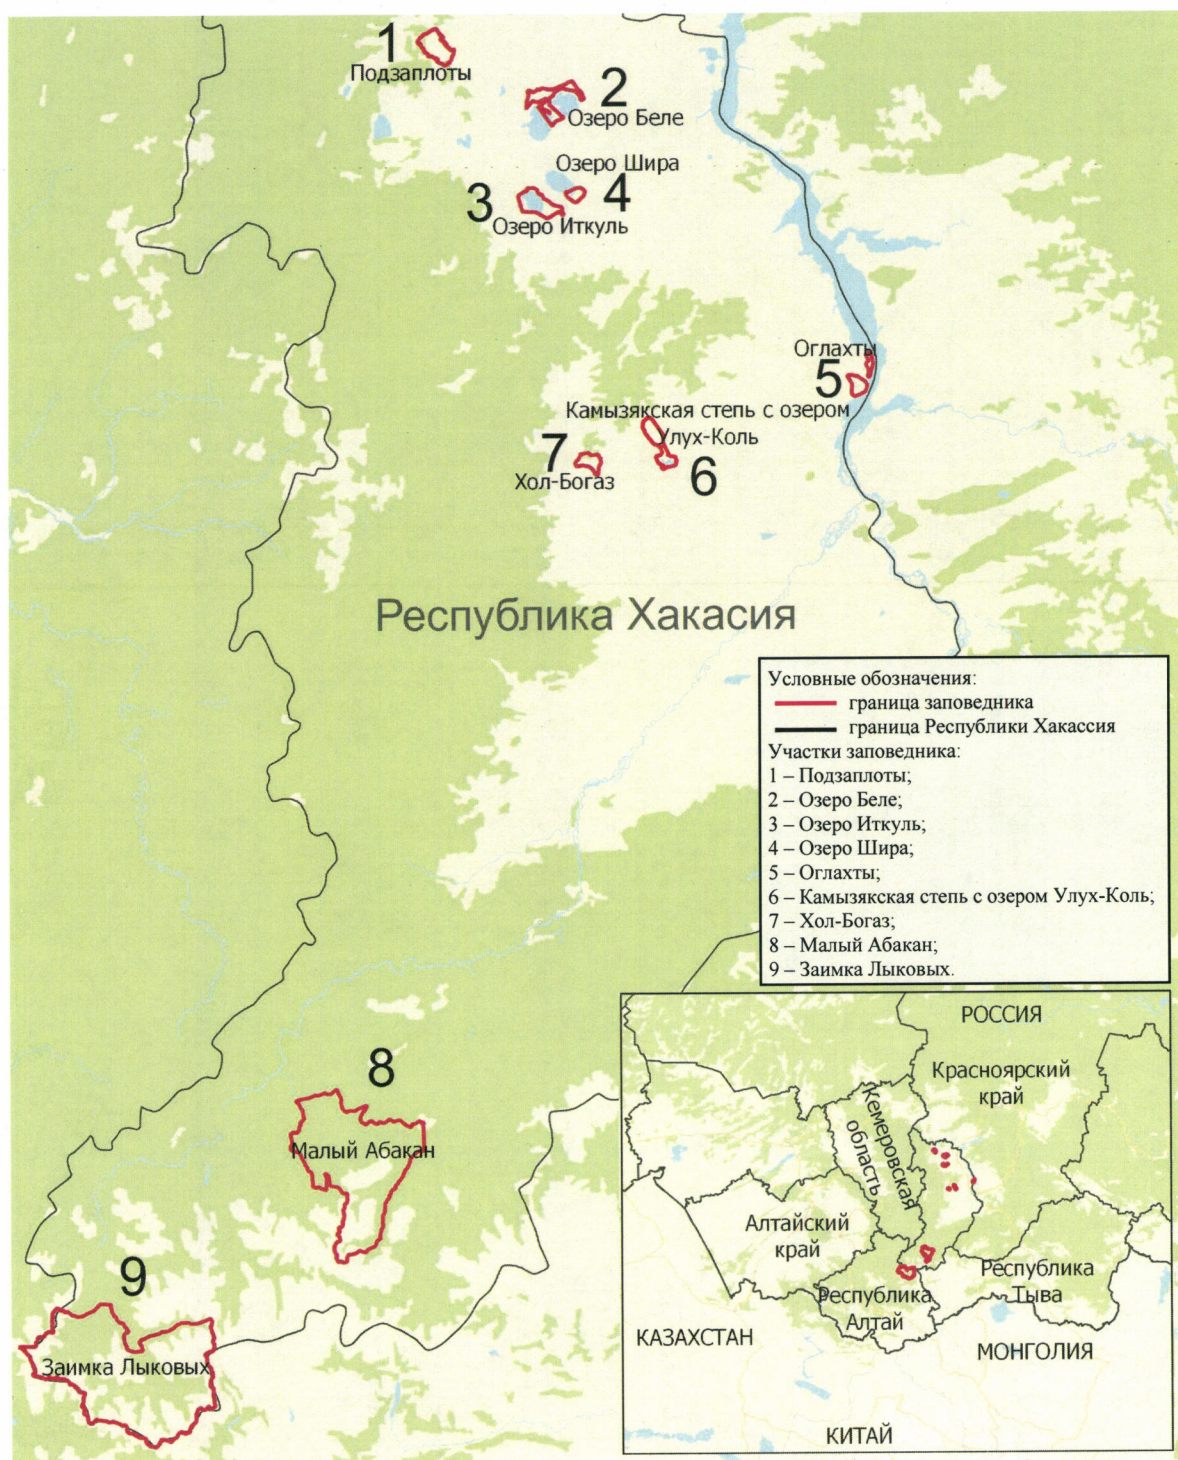 1
Подзаплоты
2
Озеро Беле
Озеро Шира
3
4
Озеро Иткуль
Оглахты
5
Камызякская степь с озером
Улух-Коль
7
6
Хол-Богаз
Республика Хакасия
Условные обозначения:
граница заповедника
граница Республики Хакассия
Участки заповедника:
1 – Подзаплоты;
2 – Озеро Беле;
3 – Озеро Иткуль;
4 – Озеро Шира;
5 – Оглахты;
6 – Камызякская степь с озером Улух-Коль;
7 – Хол-Богаз;
8 – Малый Абакан;
9 – Заимка Лыковых.
8
Малый Абакан
9
Заимка Лыковых
РОССИЯ
Красноярский
край
Кемеровская
область
Алтайский
край
Республика
Тыва
Республика
Алтай
КАЗАХСТАН
МОНГОЛИЯ
КИТАЙ